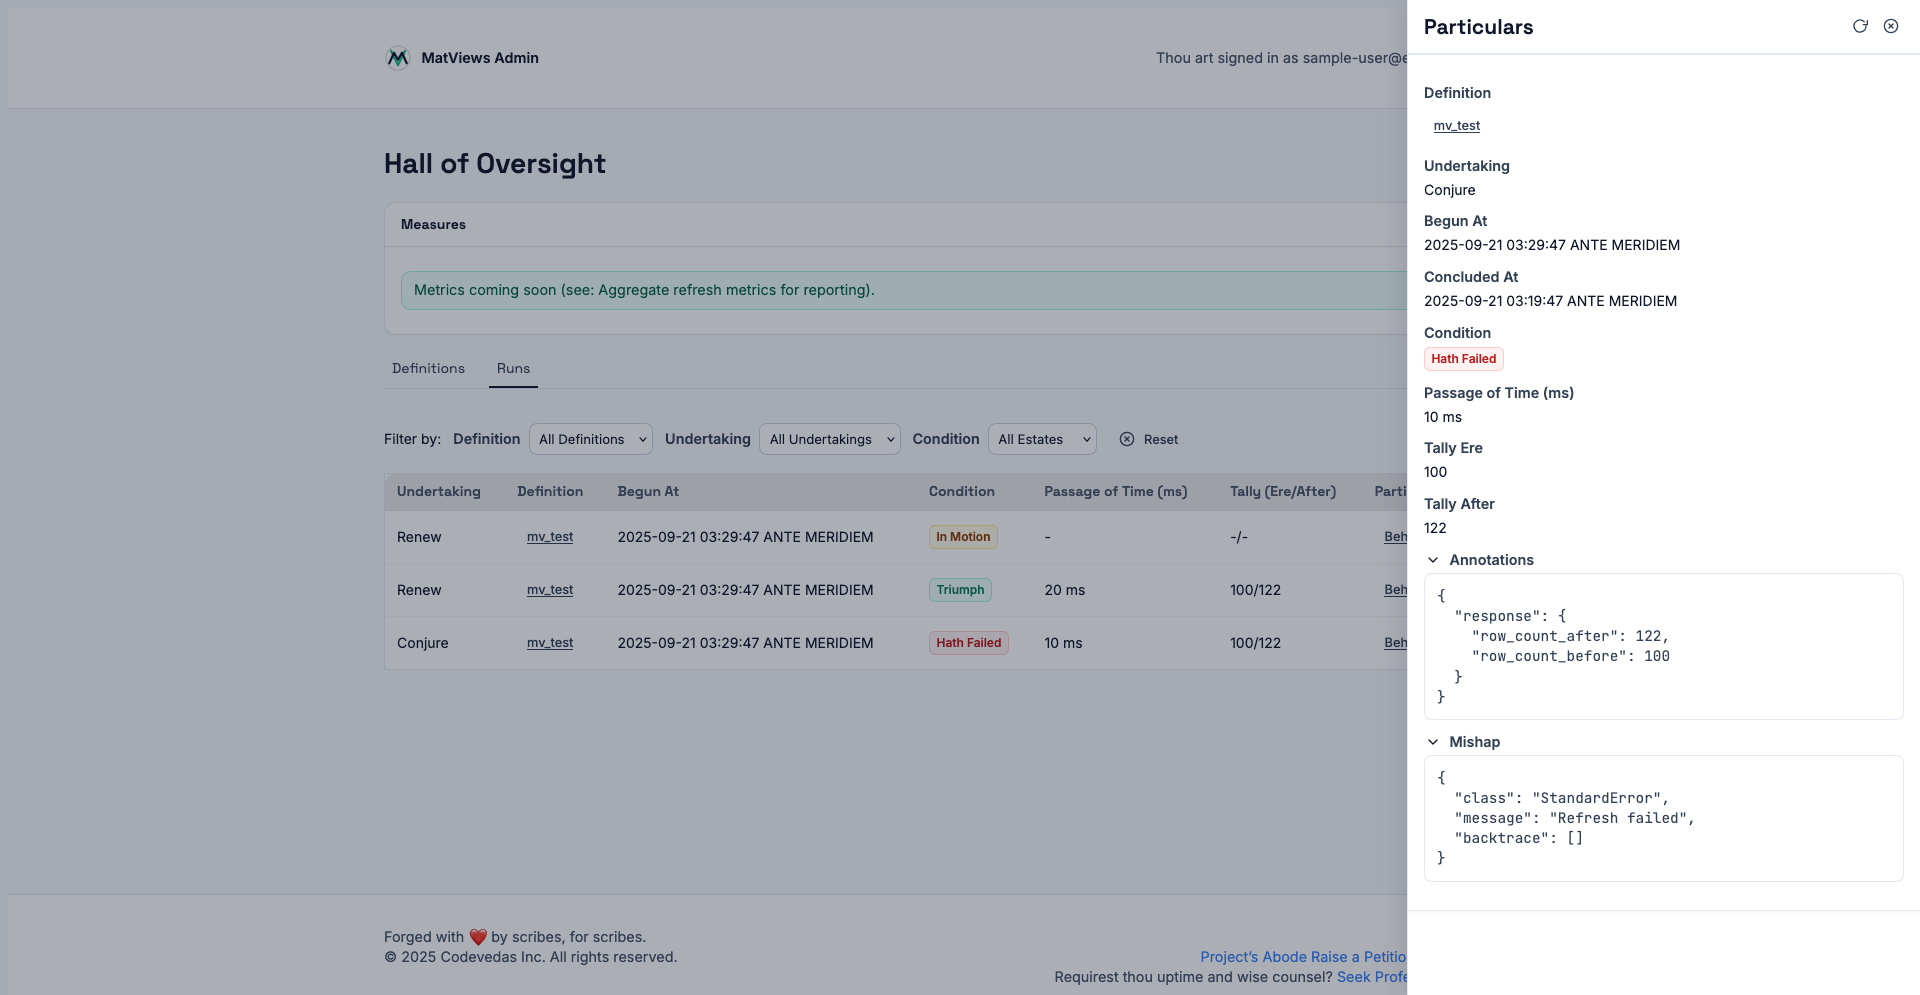 MatViews Admin
Thou art signed in as sample-user@e
Hall of Oversight
Measures
Metrics coming soon (see: Aggregate refresh metrics for reporting).
Definitions
Runs
Filter by: Definition All Definitions Undertaking All Undertakings Condition All Estates Reset
Undertaking Definition Begun At Condition Passage of Time (ms) Tally (Ere/After) Parti
Renew mv_test 2025-09-21 03:29:47 ANTE MERIDIEM In Motion - -/- Beh
Renew mv_test 2025-09-21 03:29:47 ANTE MERIDIEM Triumph 20 ms 100/122 Beh
Conjure mv_test 2025-09-21 03:29:47 ANTE MERIDIEM Hath Failed 10 ms 100/122 Beh
Forged with ❤️ by scribes, for scribes.
© 2025 Codevedas Inc. All rights reserved.
Project's Abode Raise a Petitio
Requirest thou uptime and wise counsel? Seek Profe
Particulars
Definition
mv_test
Undertaking
Conjure
Begun At
2025-09-21 03:29:47 ANTE MERIDIEM
Concluded At
2025-09-21 03:19:47 ANTE MERIDIEM
Condition
Hath Failed
Passage of Time (ms)
10 ms
Tally Ere
100
Tally After
122
Annotations
{
"response": {
"row_count_after": 122,
"row_count_before": 100
}
}
Mishap
{
"class": "StandardError",
"message": "Refresh failed",
"backtrace": []
}